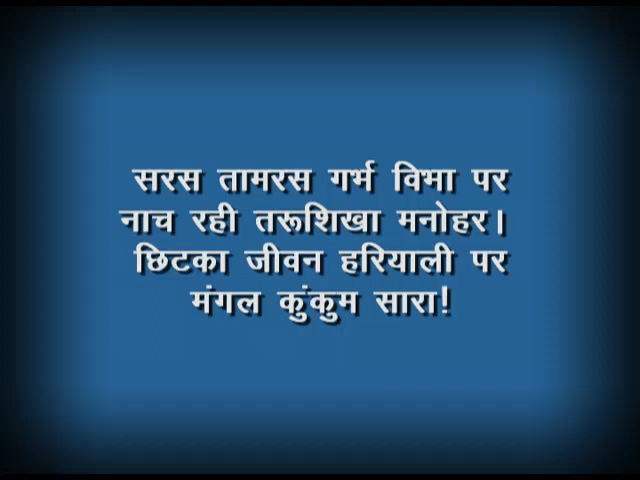 सरस तामरस गर्भ विभा पर
नाच रही तरूशिखा मनोहर।
छिटका जीवन हरियाली पर
मंगल कुंकुम सारा!